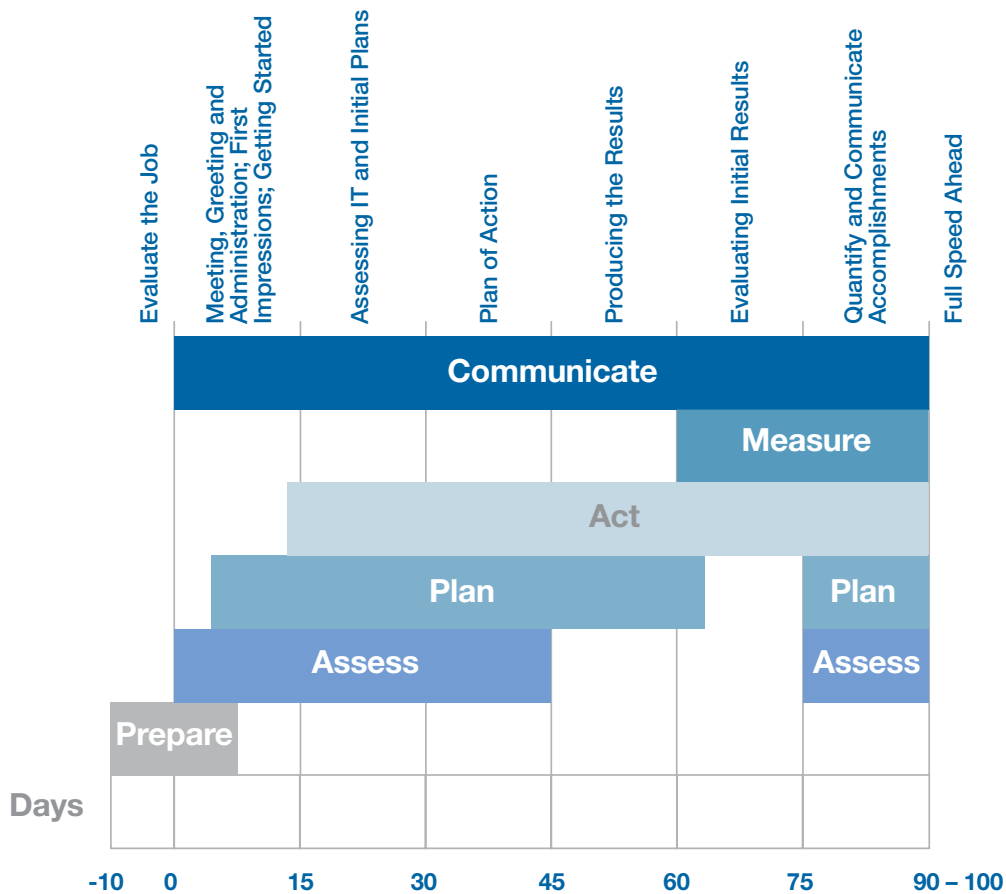 Evaluate the Job
Meeting, Greeting and
Administration; First
Impressions; Getting Started
Assessing IT and Initial Plans
Plan of Action
Producing the Results
Evaluating Initial Results
Quantify and Communicate
Accomplishments
Full Speed Ahead
Communicate
Measure
Act
Plan Plan
Assess Assess
Prepare
Days
-10 0 15 30 45 60 75 90 – 100